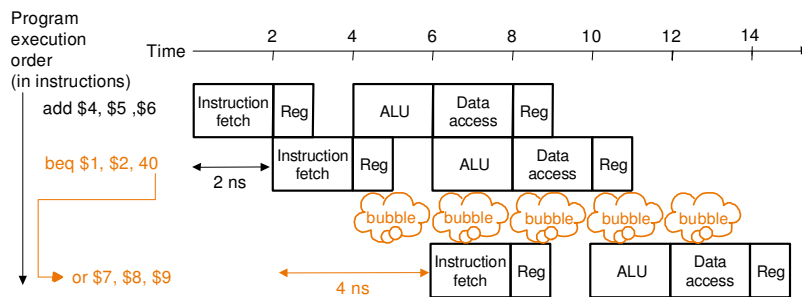 Program
execution
order
(in instructions)
Time
2 4 6 8 10 12 14
add $4, $5 ,$6
Instruction
fetch
Reg
ALU
Data
access
Reg
beq $1, $2, 40
2 ns
Instruction
fetch
Reg
ALU
Data
access
Reg
bubble bubble bubble bubble bubble
or $7, $8, $9
4 ns
Instruction
fetch
Reg
ALU
Data
access
Reg